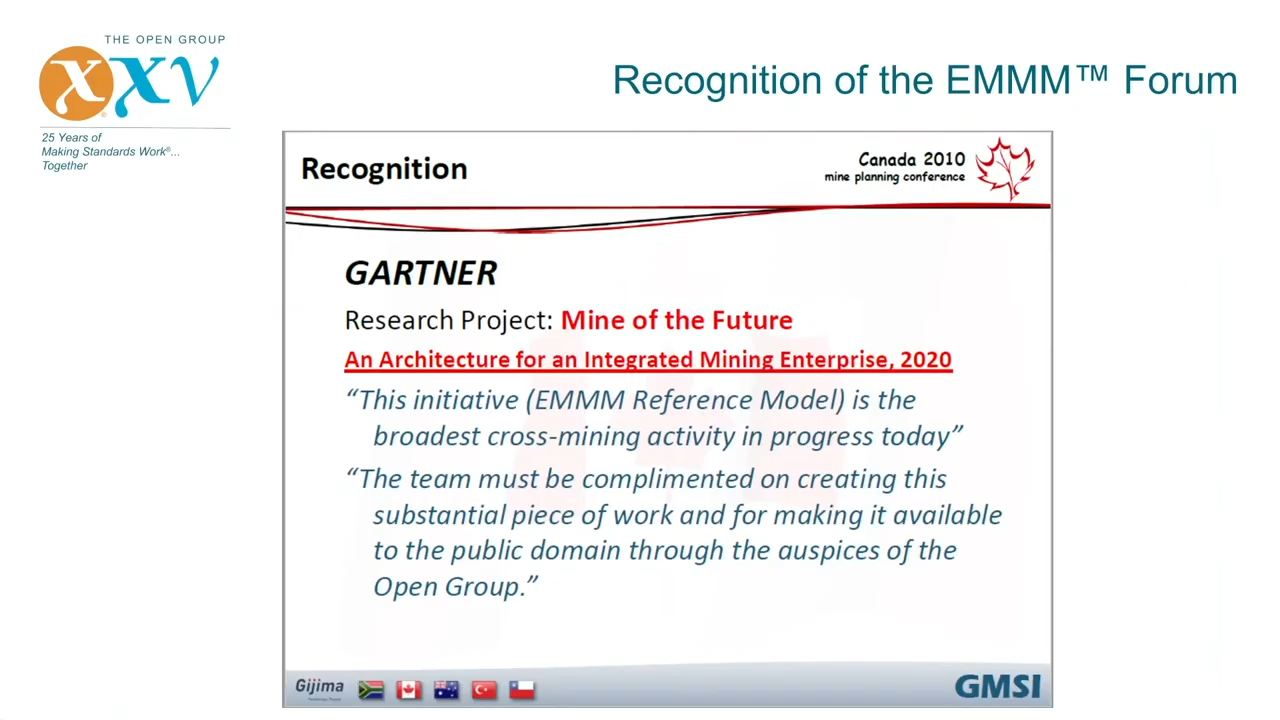 THE OPEN GROUP
XXV
®
25 Years of
Making Standards Work®...
Together
Recognition of the EMMM™ Forum
Recognition
Canada 2010
mine planning conference
GARTNER
Research Project: Mine of the Future
An Architecture for an Integrated Mining Enterprise, 2020
“This initiative (EMMM Reference Model) is the
broadest cross-mining activity in progress today”
“The team must be complimented on creating this
substantial piece of work and for making it available
to the public domain through the auspices of the
Open Group.”
Gijima
GMSI